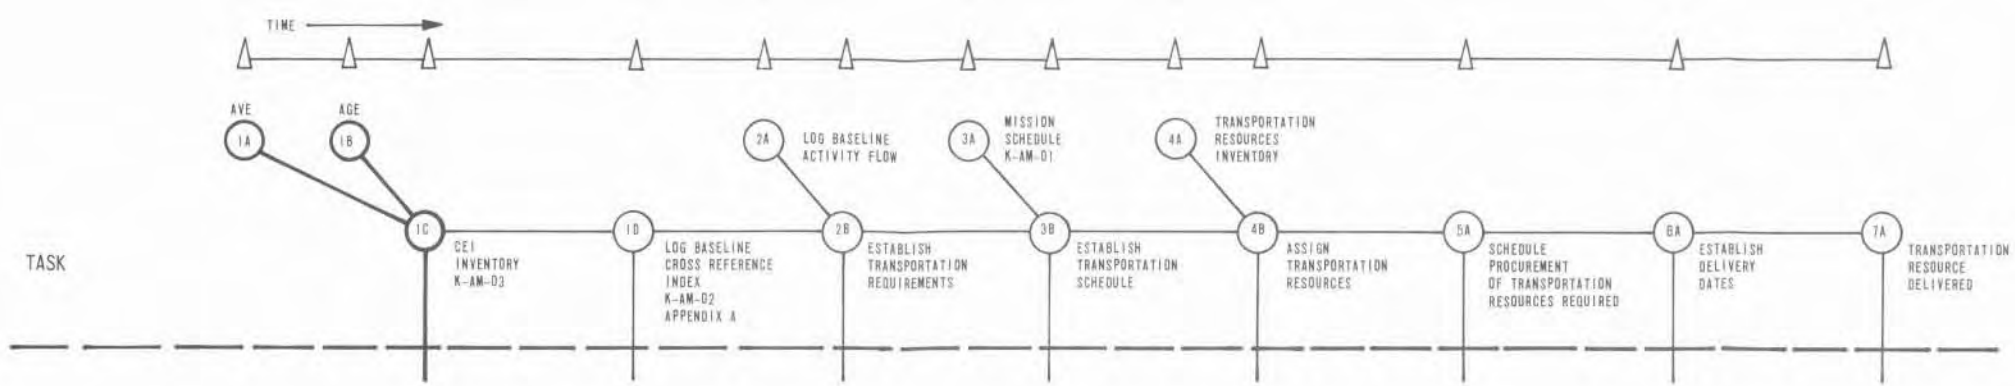 TIME
AVE
1A
AGE
1B
2A
LOG BASELINE
ACTIVITY FLOW
3A
MISSION
SCHEDULE
K-AM-01
4A
TRANSPORTATION
RESOURCES
INVENTORY
TASK
1C
CEI
INVENTORY
K-AM-03
1D
LOG BASELINE
CROSS REFERENCE
INDEX
K-AM-02
APPENDIX A
2B
ESTABLISH
TRANSPORTATION
REQUIREMENTS
3B
ESTABLISH
TRANSPORTATION
SCHEDULE
4B
ASSIGN
TRANSPORTATION
RESOURCES
5A
SCHEDULE
PROCUREMENT
OF TRANSPORTATION
RESOURCES REQUIRED
6A
ESTABLISH
DELIVERY
DATES
7A
TRANSPORTATION
RESOURCE
DELIVERED